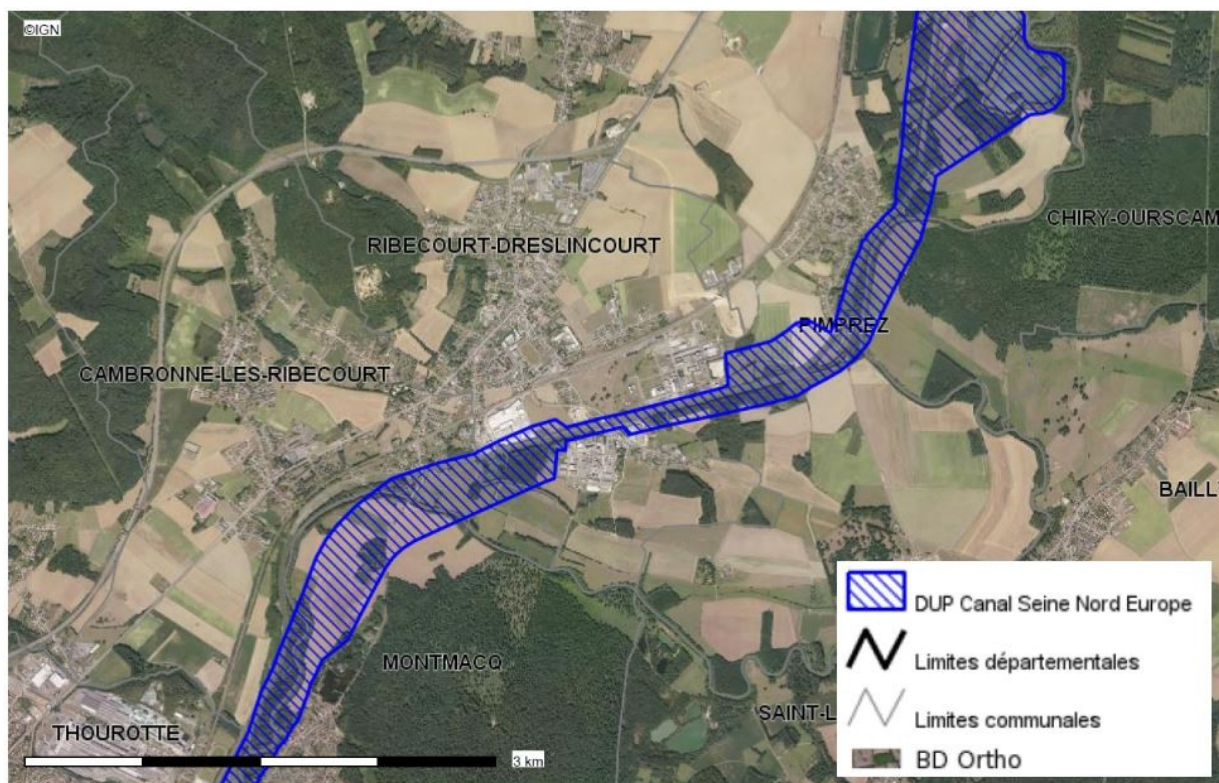 ©IGN
CHIRY-OURSCAM
RIBECOURT-DRESLINCOURT
PIMPREZ
CAMBRONNE-LES-RIBECOURT
BAILL
DUP Canal Seine Nord Europe
MONTMACQ
Limites départementales
SAINT-L
Limites communales
THOUROTTE
BD Ortho
3 km